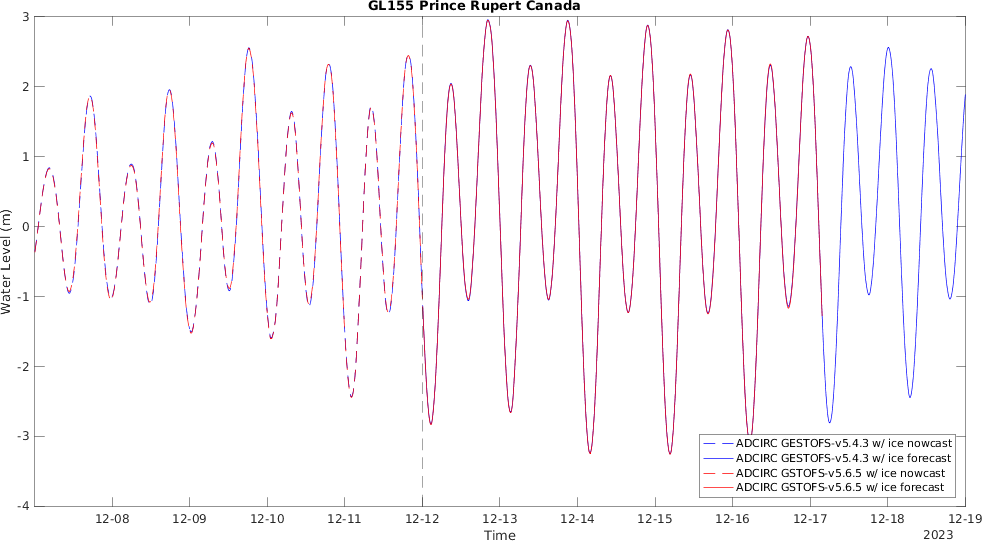 GL155 Prince Rupert Canada
3
2
1
0
-1
-2
-3
-4
Water Level (m)
ADCIRC GESTOFS-v5.4.3 w/ ice nowcast
ADCIRC GESTOFS-v5.4.3 w/ ice forecast
ADCIRC GSTOFS-v5.6.5 w/ ice nowcast
ADCIRC GSTOFS-v5.6.5 w/ ice forecast
12-08 12-09 12-10 12-11 12-12 12-13 12-14 12-15 12-16 12-17 12-18 12-19
Time
2023